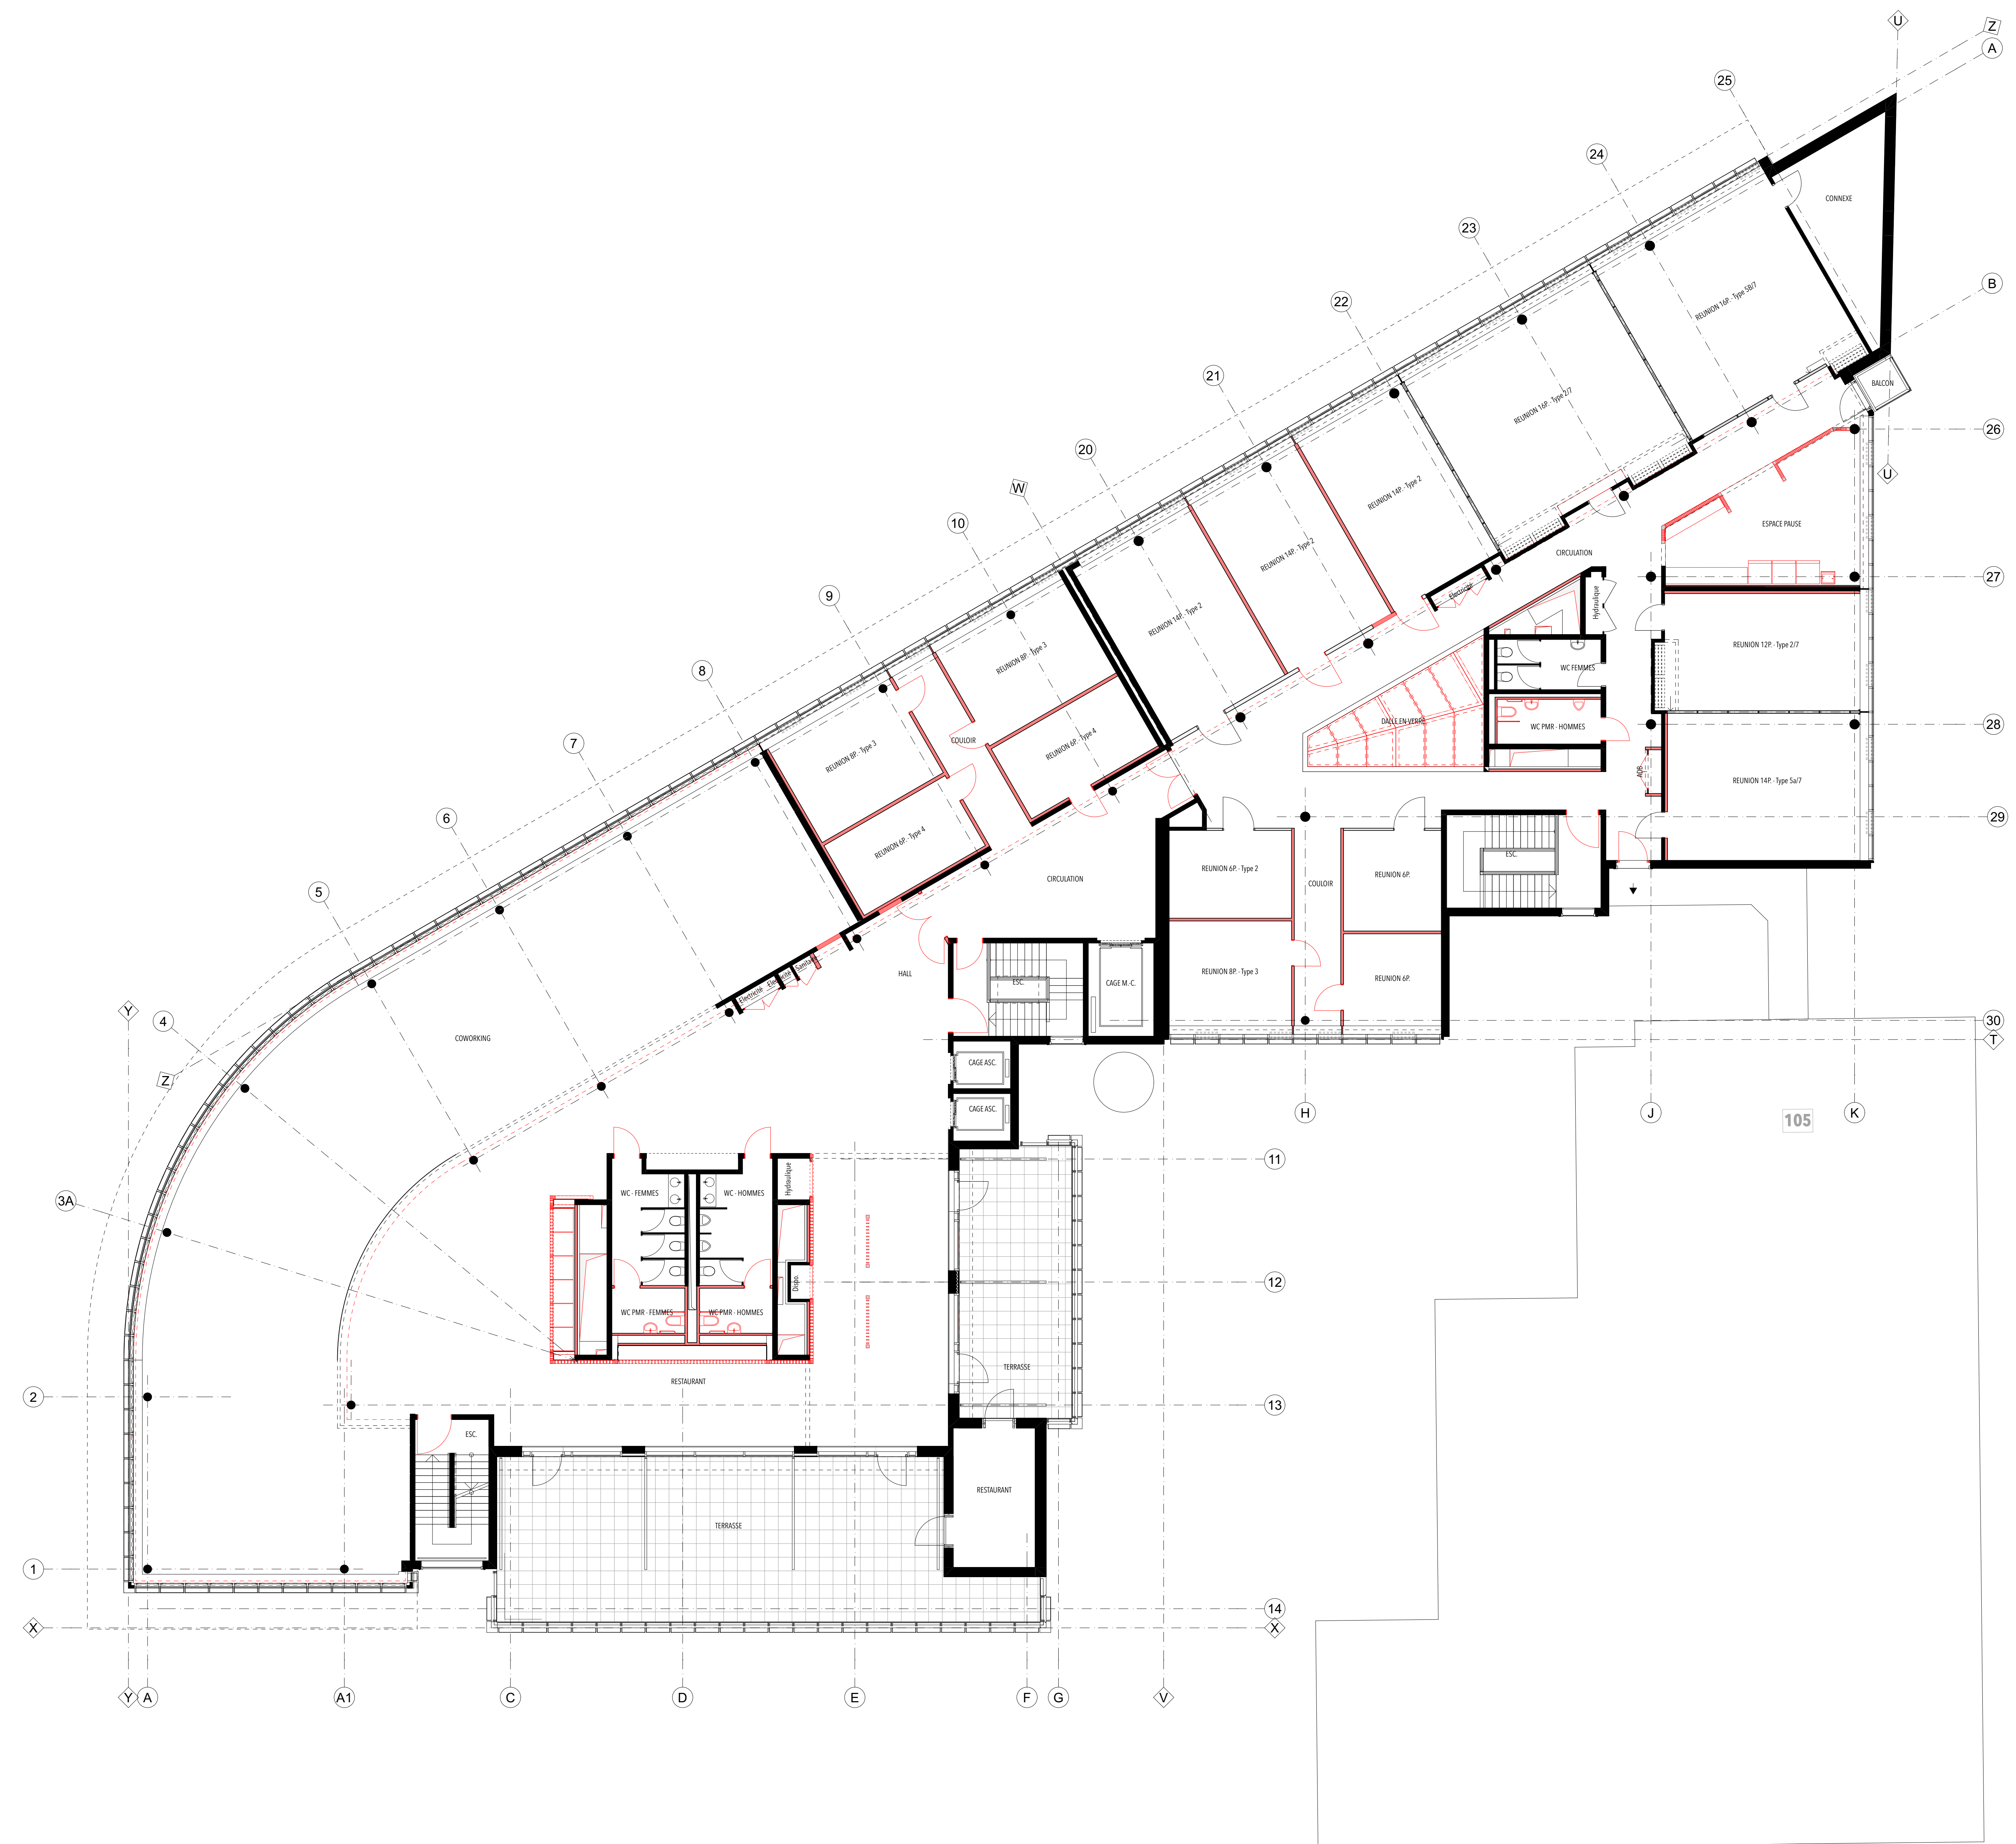 U
Z
A
25
24
CONNEXE
23
B
22
REUNION 16P. - Type 5B/7
21
BALCON
REUNION 16P. - Type 2/7
26
20
U
W
REUNION 14P. - Type 2
10
ESPACE PAUSE
REUNION 14P. - Type 2
CIRCULATION
27
9
Electricité
Hydraulique
REUNION 14P. - Type 2
REUNION 12P. - Type 2/7
8
REUNION 8P. - Type 3
WC FEMMES
DALLE EN VERRE
28
WC PMR - HOMMES
7
COULOIR
REUNION 6P. - Type 4
REUNION 8P. - Type 3
ADB
REUNION 14P. - Type 5a/7
6
29
REUNION 6P. - Type 4
ESC.
REUNION 6P. - Type 2
REUNION 6P.
5
CIRCULATION
COULOIR
HALL
REUNION 8P. - Type 3
REUNION 6P.
Electricité
Electricité
Sanitaire
ESC.
CAGE M.-C.
Y
4
30
COWORKING
T
CAGE ASC.
Z
CAGE ASC.
H
J
K
105
11
Hydraulique
3A
WC - FEMMES
WC - HOMMES
12
Dispo.
WC PMR - FEMMES
WC PMR - HOMMES
TERRASSE
RESTAURANT
2
13
ESC.
RESTAURANT
TERRASSE
1
14
X
X
Y
A
A1
C
D
E
F
G
V